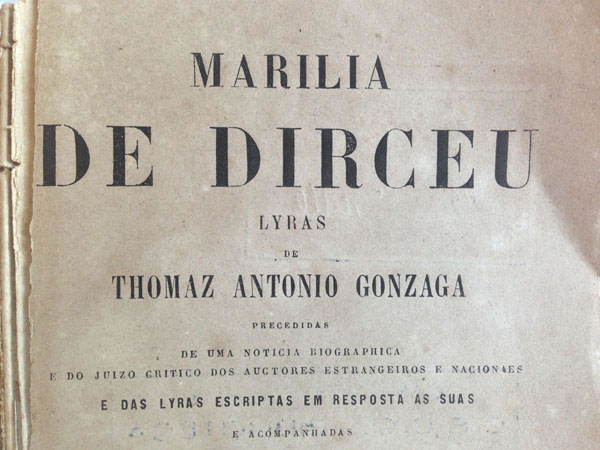 MARILIA
DE DIRCEU
LYRAS
DE
THOMAZ ANTONIO GONZAGA
PRECEDIDAS
DE UMA NOTICIA BIOGRAPHICA
E DO JUIZO CRITICO DOS AUCTORES ESTRANGEIROS E NACIONAES
E DAS LYRAS ESCRIPTAS EM RESPOSTA AS SUAS
E ACOMPANHADAS